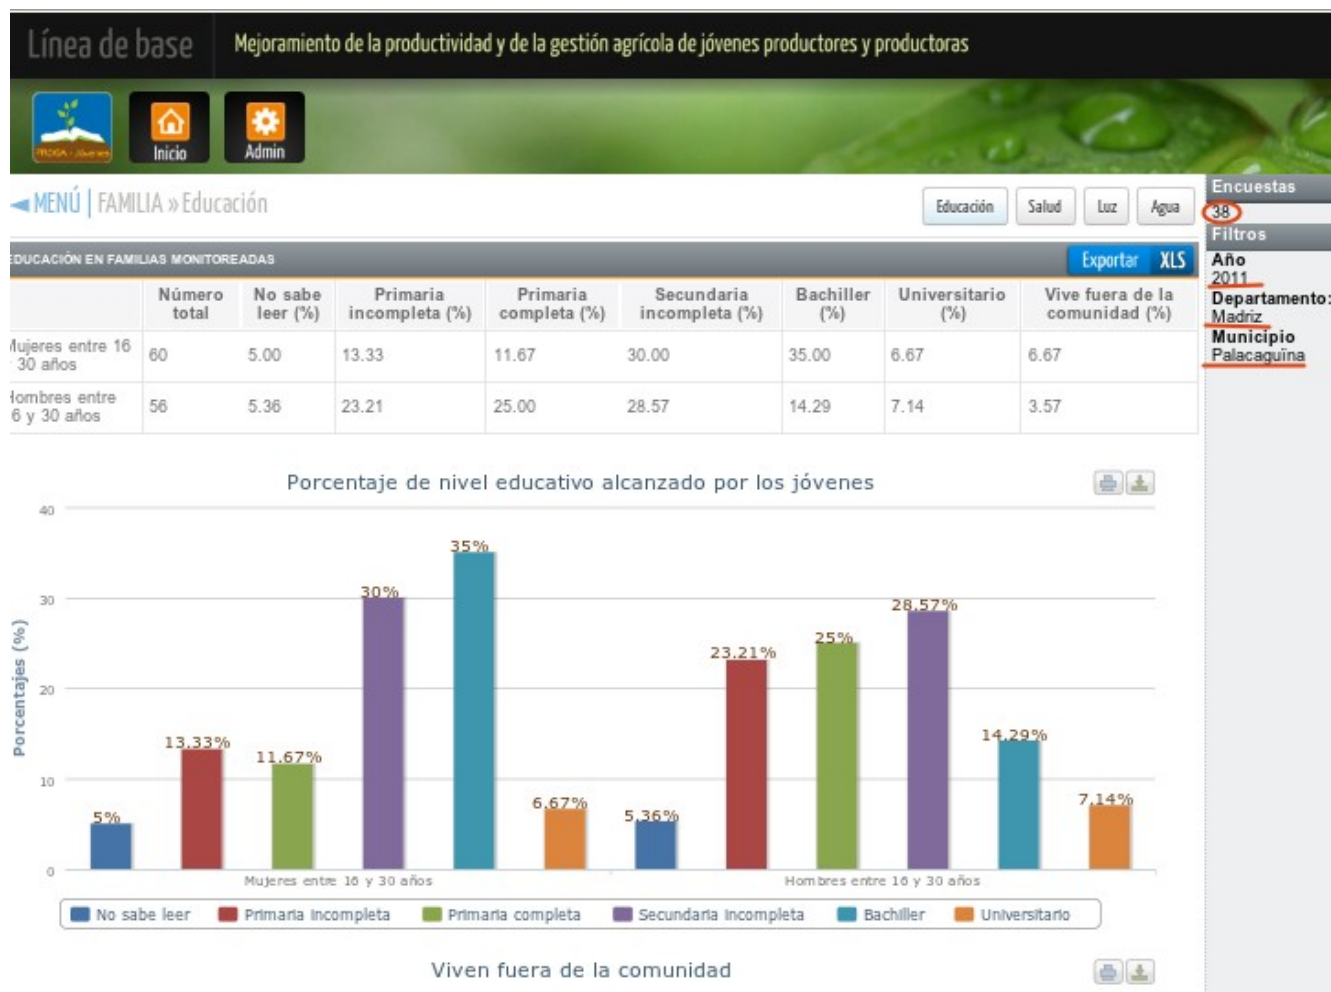 Línea de base Mejoramiento de la productividad y de la gestión agrícola de jóvenes productores y productoras
PROGA - Jóvenes
Inicio
Admin
◄ MENÚ | FAMILIA » Educación
Educación Salud Luz Agua
Encuestas
38
Filtros
Año
2011
Departamento:
Madriz
Municipio
Palacaguina
EDUCACIÓN EN FAMILIAS MONITOREADAS
Exportar XLS
Número total No sabe leer (%) Primaria incompleta (%) Primaria completa (%) Secundaria incompleta (%) Bachiller (%) Universitario (%) Vive fuera de la comunidad (%)
Mujeres entre 16 y 30 años 60 5.00 13.33 11.67 30.00 35.00 6.67 6.67
Hombres entre 16 y 30 años 56 5.36 23.21 25.00 28.57 14.29 7.14 3.57
Porcentaje de nivel educativo alcanzado por los jóvenes
Porcentajes (%)
40
30
20
10
0
5% 13.33% 11.67% 30% 35% 6.67% 5.36% 23.21% 25% 28.57% 14.29% 7.14%
Mujeres entre 16 y 30 años Hombres entre 16 y 30 años
No sabe leer Primaria incompleta Primaria completa Secundaria incompleta Bachiller Universitario
Viven fuera de la comunidad